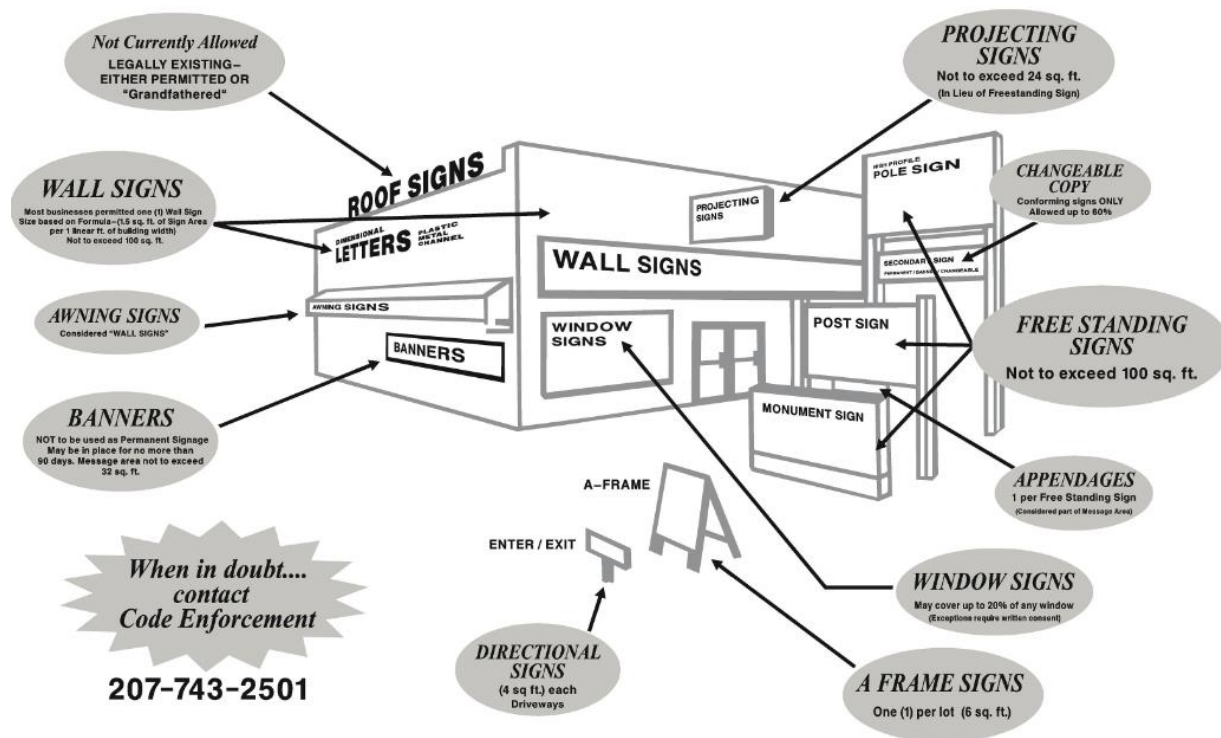 Not Currently Allowed
LEGALLY EXISTING–
EITHER PERMITTED OR
"Grandfathered"
PROJECTING
SIGNS
Not to exceed 24 sq. ft.
(In Lieu of Freestanding Sign)
WALL SIGNS
Most businesses permitted one (1) Wall Sign
Size based on Formula–(1.5 sq. ft. of Sign Area
per 1 linear ft. of building width)
Not to exceed 100 sq. ft.
ROOF SIGNS
DIMENSIONAL
LETTERS
PLASTIC
METAL
CHANNEL
PROJECTING
SIGNS
HIGH PROFILE
POLE SIGN
CHANGEABLE
COPY
Conforming signs ONLY
Allowed up to 60%
WALL SIGNS
SECONDARY SIGN
PERMANENT / BANNER / CHANGEABLE
AWNING SIGNS
Considered "WALL SIGNS"
AWNING SIGNS
WINDOW
SIGNS
POST SIGN
FREE STANDING
SIGNS
Not to exceed 100 sq. ft.
BANNERS
BANNERS
NOT to be used as Permanent Signage
May be in place for no more than
90 days. Message area not to exceed
32 sq. ft.
MONUMENT SIGN
APPENDAGES
1 per Free Standing Sign
(Considered part of Message Area)
A-FRAME
ENTER / EXIT
When in doubt....
contact
Code Enforcement
207-743-2501
WINDOW SIGNS
May cover up to 20% of any window
(Exceptions require written consent)
DIRECTIONAL
SIGNS
(4 sq ft.) each
Driveways
A FRAME SIGNS
One (1) per lot (6 sq. ft.)